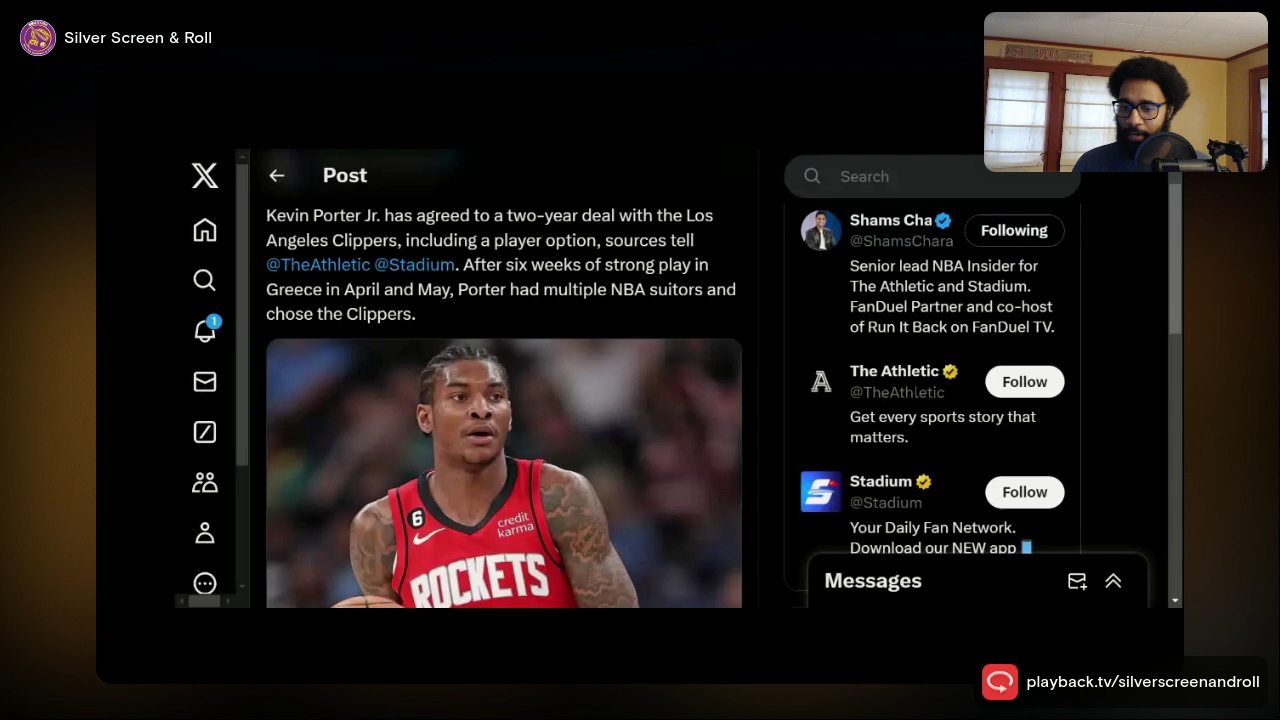 Silver Screen & Roll
Post
Kevin Porter Jr. has agreed to a two-year deal with the Los
Angeles Clippers, including a player option, sources tell
@TheAthletic @Stadium. After six weeks of strong play in
Greece in April and May, Porter had multiple NBA suitors and
chose the Clippers.
6
credit
karma
ROCKETS
1
Search
Shams Cha
@ShamsChara
Following
Senior lead NBA Insider for
The Athletic and Stadium.
FanDuel Partner and co-host
of Run It Back on FanDuel TV.
The Athletic
@TheAthletic
Follow
Get every sports story that
matters.
Stadium
@Stadium
Follow
Your Daily Fan Network.
Download our NEW app
Messages
playback.tv/silverscreenandroll